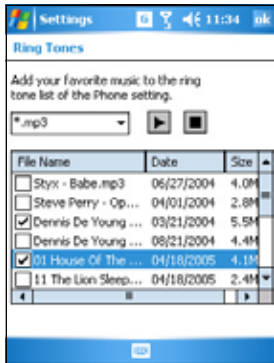 Settings 11:34 ok
Ring Tones
Add your favorite music to the ring
tone list of the Phone setting.
*.mp3
File Name Date Size
Styx - Babe.mp3 06/27/2004 4.0M
Steve Perry - Op... 04/01/2004 2.8M
Dennis De Young ... 03/21/2004 5.5M
Dennis De Young ... 08/21/2004 4.4M
01 House Of The ... 04/18/2005 4.1M
11 The Lion Sleep... 04/18/2005 2.4M